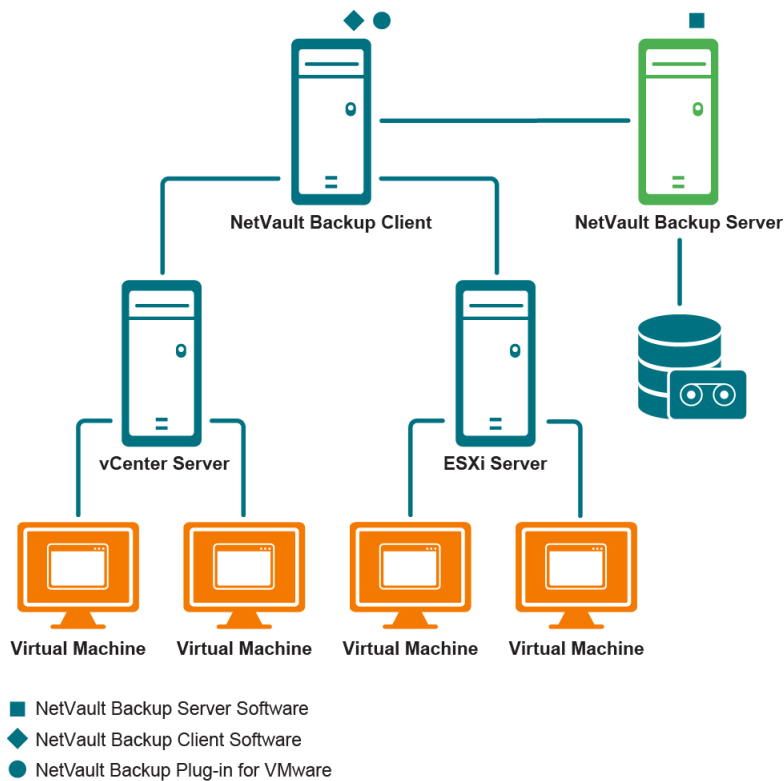 NetVault Backup Client
NetVault Backup Server
vCenter Server
ESXi Server
Virtual Machine
Virtual Machine
Virtual Machine
Virtual Machine
NetVault Backup Server Software
NetVault Backup Client Software
NetVault Backup Plug-in for VMware